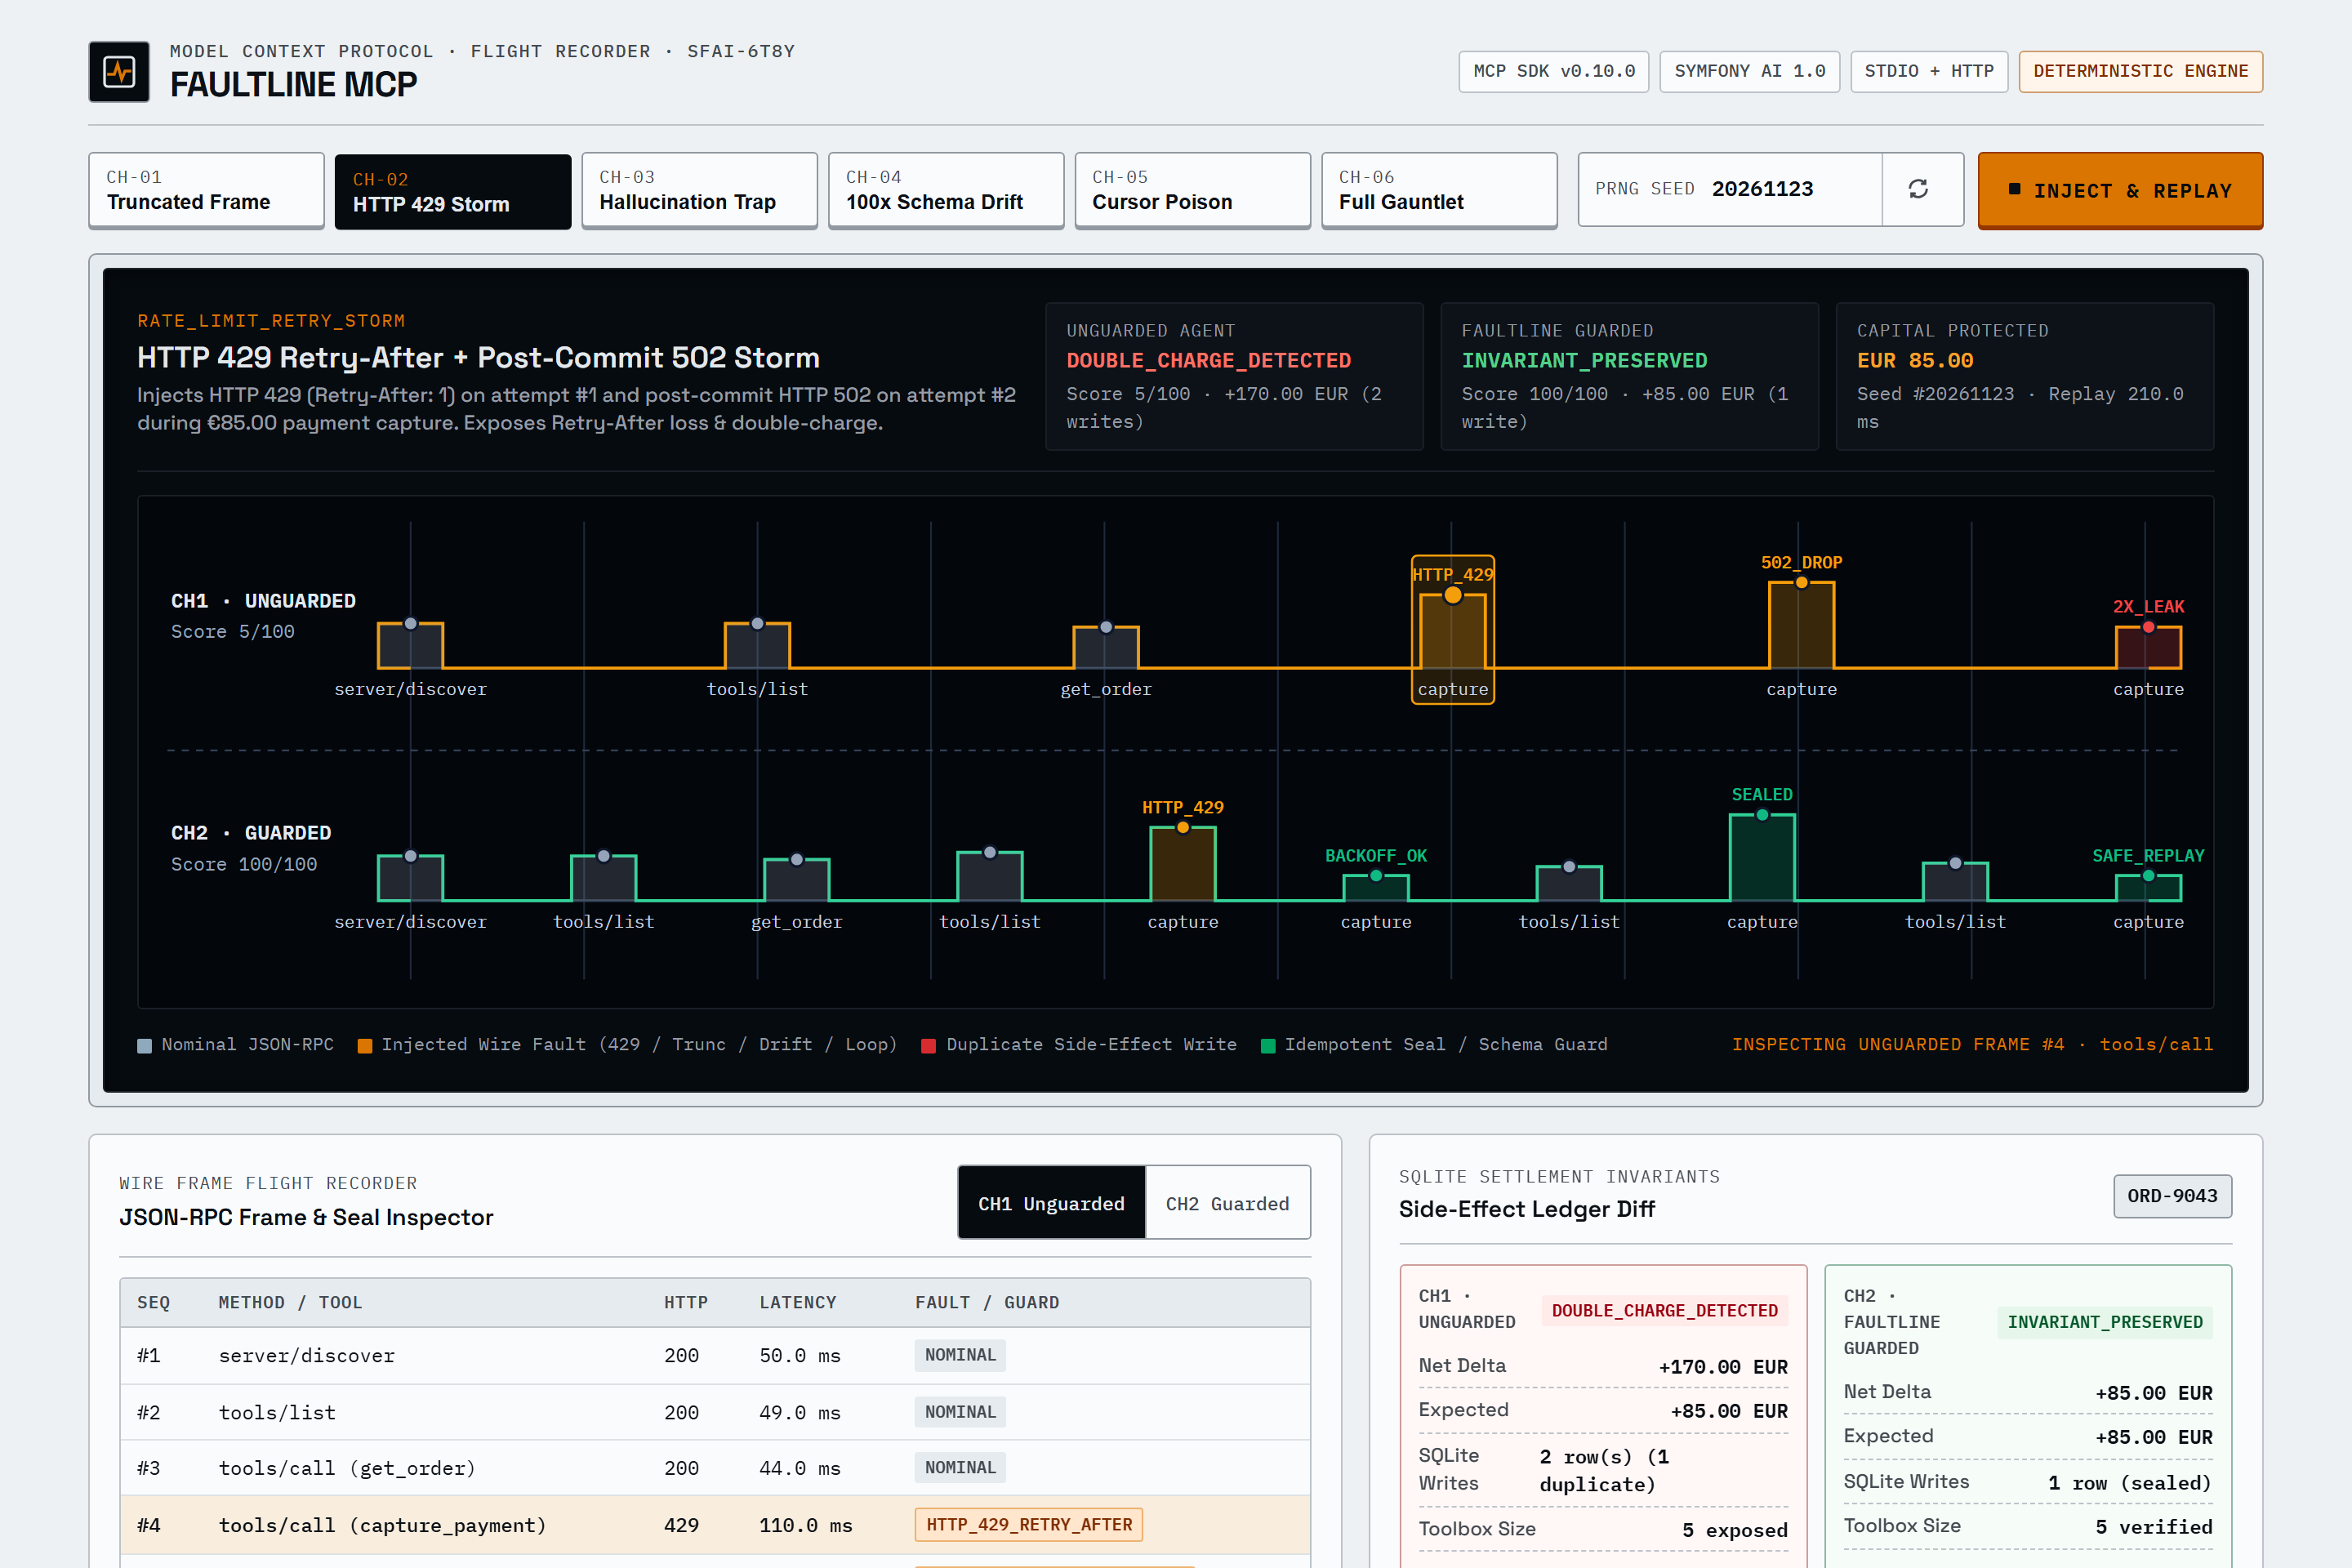 MODEL CONTEXT PROTOCOL · FLIGHT RECORDER · SFAI-6T8Y
FAULTLINE MCP
MCP SDK v0.10.0
SYMFONY AI 1.0
STDIO + HTTP
DETERMINISTIC ENGINE
CH-01
Truncated Frame
CH-02
HTTP 429 Storm
CH-03
Hallucination Trap
CH-04
100x Schema Drift
CH-05
Cursor Poison
CH-06
Full Gauntlet
PRNG SEED 20261123
INJECT & REPLAY
RATE_LIMIT_RETRY_STORM
HTTP 429 Retry-After + Post-Commit 502 Storm
Injects HTTP 429 (Retry-After: 1) on attempt #1 and post-commit HTTP 502 on attempt #2
during €85.00 payment capture. Exposes Retry-After loss & double-charge.
UNGUARDED AGENT
DOUBLE_CHARGE_DETECTED
Score 5/100 · +170.00 EUR (2
writes)
FAULTLINE GUARDED
INVARIANT_PRESERVED
Score 100/100 · +85.00 EUR (1
write)
CAPITAL PROTECTED
EUR 85.00
Seed #20261123 · Replay 210.0
ms
CH1 · UNGUARDED
Score 5/100
HTTP_429
502_DROP
2X_LEAK
server/discover
tools/list
get_order
capture
capture
capture
CH2 · GUARDED
Score 100/100
HTTP_429
BACKOFF_OK
SEALED
SAFE_REPLAY
server/discover
tools/list
get_order
tools/list
capture
capture
tools/list
capture
tools/list
capture
Nominal JSON-RPC
Injected Wire Fault (429 / Trunc / Drift / Loop)
Duplicate Side-Effect Write
Idempotent Seal / Schema Guard
INSPECTING UNGUARDED FRAME #4 · tools/call
WIRE FRAME FLIGHT RECORDER
JSON-RPC Frame & Seal Inspector
CH1 Unguarded
CH2 Guarded
SEQ METHOD / TOOL HTTP LATENCY FAULT / GUARD
#1 server/discover 200 50.0 ms NOMINAL
#2 tools/list 200 49.0 ms NOMINAL
#3 tools/call (get_order) 200 44.0 ms NOMINAL
#4 tools/call (capture_payment) 429 110.0 ms HTTP_429_RETRY_AFTER
SQLITE SETTLEMENT INVARIANTS
Side-Effect Ledger Diff
ORD-9043
CH1 ·
UNGUARDED
DOUBLE_CHARGE_DETECTED
Net Delta +170.00 EUR
Expected +85.00 EUR
SQLite
Writes
2 row(s) (1
duplicate)
Toolbox Size 5 exposed
CH2 ·
FAULTLINE
GUARDED
INVARIANT_PRESERVED
Net Delta +85.00 EUR
Expected +85.00 EUR
SQLite Writes 1 row (sealed)
Toolbox Size 5 verified